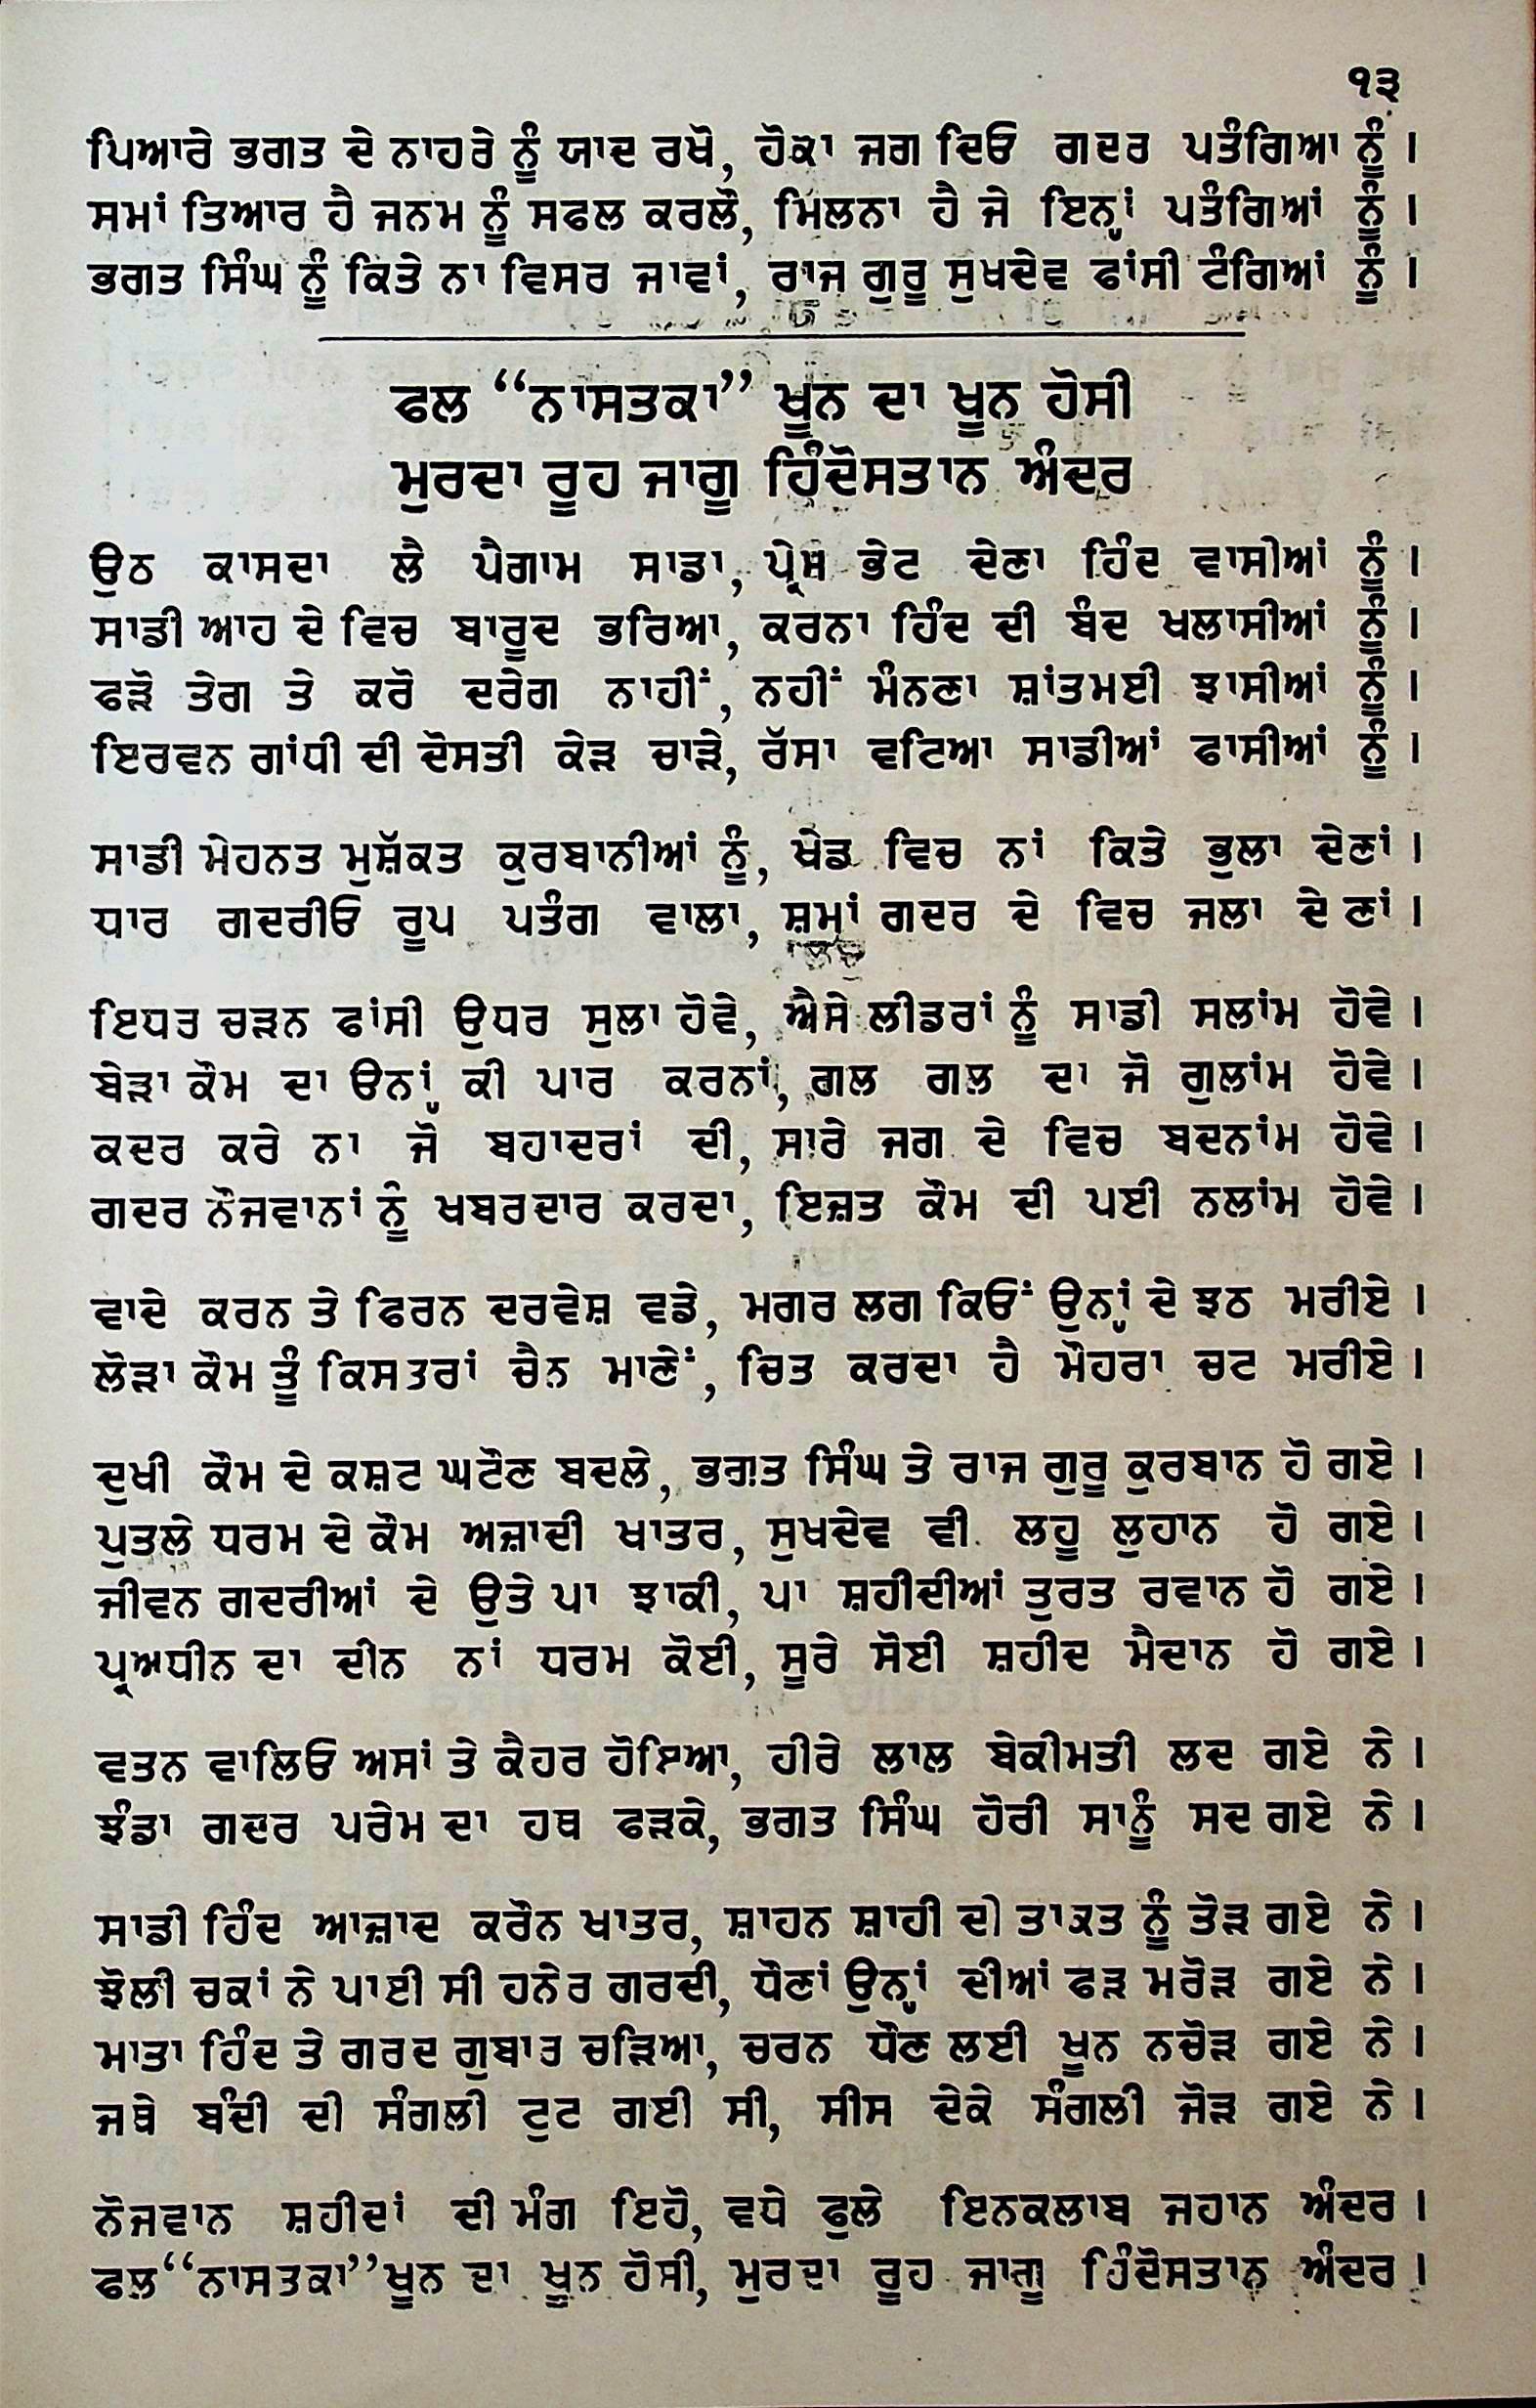 ੧੩
ਪਿਆਰੇ ਭਗਤ ਦੇ ਨਾਹਰੇ ਨੂੰ ਯਾਦ ਰਖੋ, ਹੋਕਾ ਜਗ ਦਿਓ ਗਦਰ ਪਤੰਗਿਆ ਨੂੰ ।
ਸਮਾਂ ਤਿਆਰ ਹੈ ਜਨਮ ਨੂੰ ਸਫਲ ਕਰਲੌ, ਮਿਲਨਾ ਹੈ ਜੇ ਇਨ੍ਹਾਂ ਪਤੰਗਿਆਂ ਨੂੰ ।
ਭਗਤ ਸਿੰਘ ਨੂੰ ਕਿਤੇ ਨਾ ਵਿਸਰ ਜਾਵਾਂ, ਰਾਜ ਗੁਰੂ ਸੁਖਦੇਵ ਫਾਂਸੀ ਟੰਗਿਆਂ ਨੂੰ ।
ਫਲ “ਨਾਸਤਕਾ” ਖੂਨ ਦਾ ਖੂਨ ਹੋਸੀ
ਮੁਰਦਾ ਰੂਹ ਜਾਗੂ ਹਿੰਦੋਸਤਾਨ ਅੰਦਰ
ਉਠ ਕਾਸਦਾ ਲੈ ਪੈਗਾਮ ਸਾਡਾ, ਪ੍ਰੇਮ ਭੇਟ ਦੇਣਾ ਹਿੰਦ ਵਾਸੀਆਂ ਨੂੰ ।
ਸਾਡੀ ਆਹ ਦੇ ਵਿਚ ਬਾਰੂਦ ਭਰਿਆ, ਕਰਨਾ ਹਿੰਦ ਦੀ ਬੰਦ ਖਲਾਸੀਆਂ ਨੂੰ ।
ਫੜੋ ਤੇਗ ਤੇ ਕਰੋ ਦਰੇਗ ਨਾਹੀਂ, ਨਹੀਂ ਮੰਨਣਾ ਸ਼ਾਂਤਮਈ ਝਾਸੀਆਂ ਨੂੰ ।
ਇਰਵਨ ਗਾਂਧੀ ਦੀ ਦੋਸਤੀ ਕੇੜ ਚਾੜੇ, ਰੱਸਾ ਵਟਿਆ ਸਾਡੀਆਂ ਫਾਸੀਆਂ ਨੂੰ ।
ਸਾਡੀ ਮੇਹਨਤ ਮੁਸ਼ੱਕਤ ਕੁਰਬਾਨੀਆਂ ਨੂੰ, ਖੇਡ ਵਿਚ ਨਾਂ ਕਿਤੇ ਭੁਲਾ ਦੇਣਾਂ ।
ਧਾਰ ਗਦਰੀਓ ਰੂਪ ਪਤੰਗ ਵਾਲਾ, ਸ਼ਮਾਂ ਗਦਰ ਦੇ ਵਿਚ ਜਲਾ ਦੇਣਾਂ ।
ਇਧਰ ਚੜਨ ਫਾਂਸੀ ਉਧਰ ਸੁਲਾ ਹੋਵੇ, ਐਸੇ ਲੀਡਰਾਂ ਨੂੰ ਸਾਡੀ ਸਲਾਂਮ ਹੋਵੇ ।
ਬੇੜਾ ਕੌਮ ਦਾ ਓਨਾਂ੍ਹ ਕੀ ਪਾਰ ਕਰਨਾਂ, ਗਲ ਗਲ ਦਾ ਜੋ ਗੁਲਾਂਮ ਹੋਵੇ ।
ਕਦਰ ਕਰੇ ਨਾ ਜੋ ਬਹਾਦਰਾਂ ਦੀ, ਸਾਰੇ ਜਗ ਦੇ ਵਿਚ ਬਦਨਾਂਮ ਹੋਵੇ ।
ਗਦਰ ਨੌਜਵਾਨਾਂ ਨੂੰ ਖਬਰਦਾਰ ਕਰਦਾ, ਇਜ਼ਤ ਕੌਮ ਦੀ ਪਈ ਨਲਾਂਮ ਹੋਵੇ ।
ਵਾਦੇ ਕਰਨ ਤੇ ਫਿਰਨ ਦਰਵੇਸ਼ ਵਡੇ, ਮਗਰ ਲਗ ਕਿਓਂ ਉਨ੍ਹਾਂ ਦੇ ਝਠ ਮਰੀਏ ।
ਲੋੜਾ ਕੌਮ ਤੂੰ ਕਿਸਤਰਾਂ ਚੈਨ ਮਾਣੇਂ, ਚਿਤ ਕਰਦਾ ਹੈ ਮੌਹਰਾ ਚਟ ਮਰੀਏ ।
ਦੁਖੀ ਕੌਮ ਦੇ ਕਸ਼ਟ ਘਟੌਣ ਬਦਲੇ, ਭਗਤ ਸਿੰਘ ਤੇ ਰਾਜ ਗੁਰੂ ਕੁਰਬਾਨ ਹੋ ਗਏ ।
ਪੁਤਲੇ ਧਰਮ ਦੇ ਕੌਮ ਅਜ਼ਾਦੀ ਖਾਤਰ, ਸੁਖਦੇਵ ਵੀ ਲਹੂ ਲੁਹਾਨ ਹੋ ਗਏ ।
ਜੀਵਨ ਗਦਰੀਆਂ ਦੇ ਉਤੇ ਪਾ ਝਾਕੀ, ਪਾ ਸ਼ਹੀਦੀਆਂ ਤੁਰਤ ਰਵਾਨ ਹੋ ਗਏ ।
ਪ੍ਰਅਧੀਨ ਦਾ ਦੀਨ ਨਾਂ ਧਰਮ ਕੋਈ, ਸੂਰੇ ਸੋਈ ਸ਼ਹੀਦ ਮੈਦਾਨ ਹੋ ਗਏ ।
ਵਤਨ ਵਾਲਿਓ ਅਸਾਂ ਤੇ ਕੈਹਰ ਹੋਇਆ, ਹੀਰੇ ਲਾਲ ਬੇਕੀਮਤੀ ਲਦ ਗਏ ਨੇ ।
ਝੰਡਾ ਗਦਰ ਪਰੇਮ ਦਾ ਹਥ ਫੜਕੇ, ਭਗਤ ਸਿੰਘ ਹੋਰੀ ਸਾਨੂੰ ਸਦ ਗਏ ਨੇ ।
ਸਾਡੀ ਹਿੰਦ ਆਜ਼ਾਦ ਕਰੌਨ ਖਾਤਰ, ਸ਼ਾਹਨ ਸ਼ਾਹੀ ਦੀ ਤਾਕਤ ਨੂੰ ਤੋੜ ਗਏ ਨੇ ।
ਝੋਲੀ ਚਕਾਂ ਨੇ ਪਾਈ ਸੀ ਹਨੇਰ ਗਰਦੀ, ਧੌਣਾਂ ਉਨ੍ਹਾਂ ਦੀਆਂ ਫੜ ਮਰੋੜ ਗਏ ਨੇ ।
ਮਾਤਾ ਹਿੰਦ ਤੇ ਗਰਦ ਗੁਬਾਰ ਚੜਿਆ, ਚਰਨ ਧੌਣ ਲਈ ਖੂਨ ਨਚੋੜ ਗਏ ਨੇ ।
ਜਥੇ ਬੰਦੀ ਦੀ ਸੰਗਲੀ ਟੁਟ ਗਈ ਸੀ, ਸੀਸ ਦੇਕੇ ਸੰਗਲੀ ਜੋੜ ਗਏ ਨੇ ।
ਨੋਜਵਾਨ ਸ਼ਹੀਦਾਂ ਦੀ ਮੰਗ ਇਹੋ, ਵਧੇ ਫੁਲੇ ਇਨਕਲਾਬ ਜਹਾਨ ਅੰਦਰ ।
ਫਲ “ਨਾਸਤਕਾ” ਖੂਨ ਦਾ ਖੂਨ ਹੋਸੀ, ਮੁਰਦਾ ਰੂਹ ਜਾਗੂ ਹਿੰਦੋਸਤਾਨ ਅੰਦਰ ।